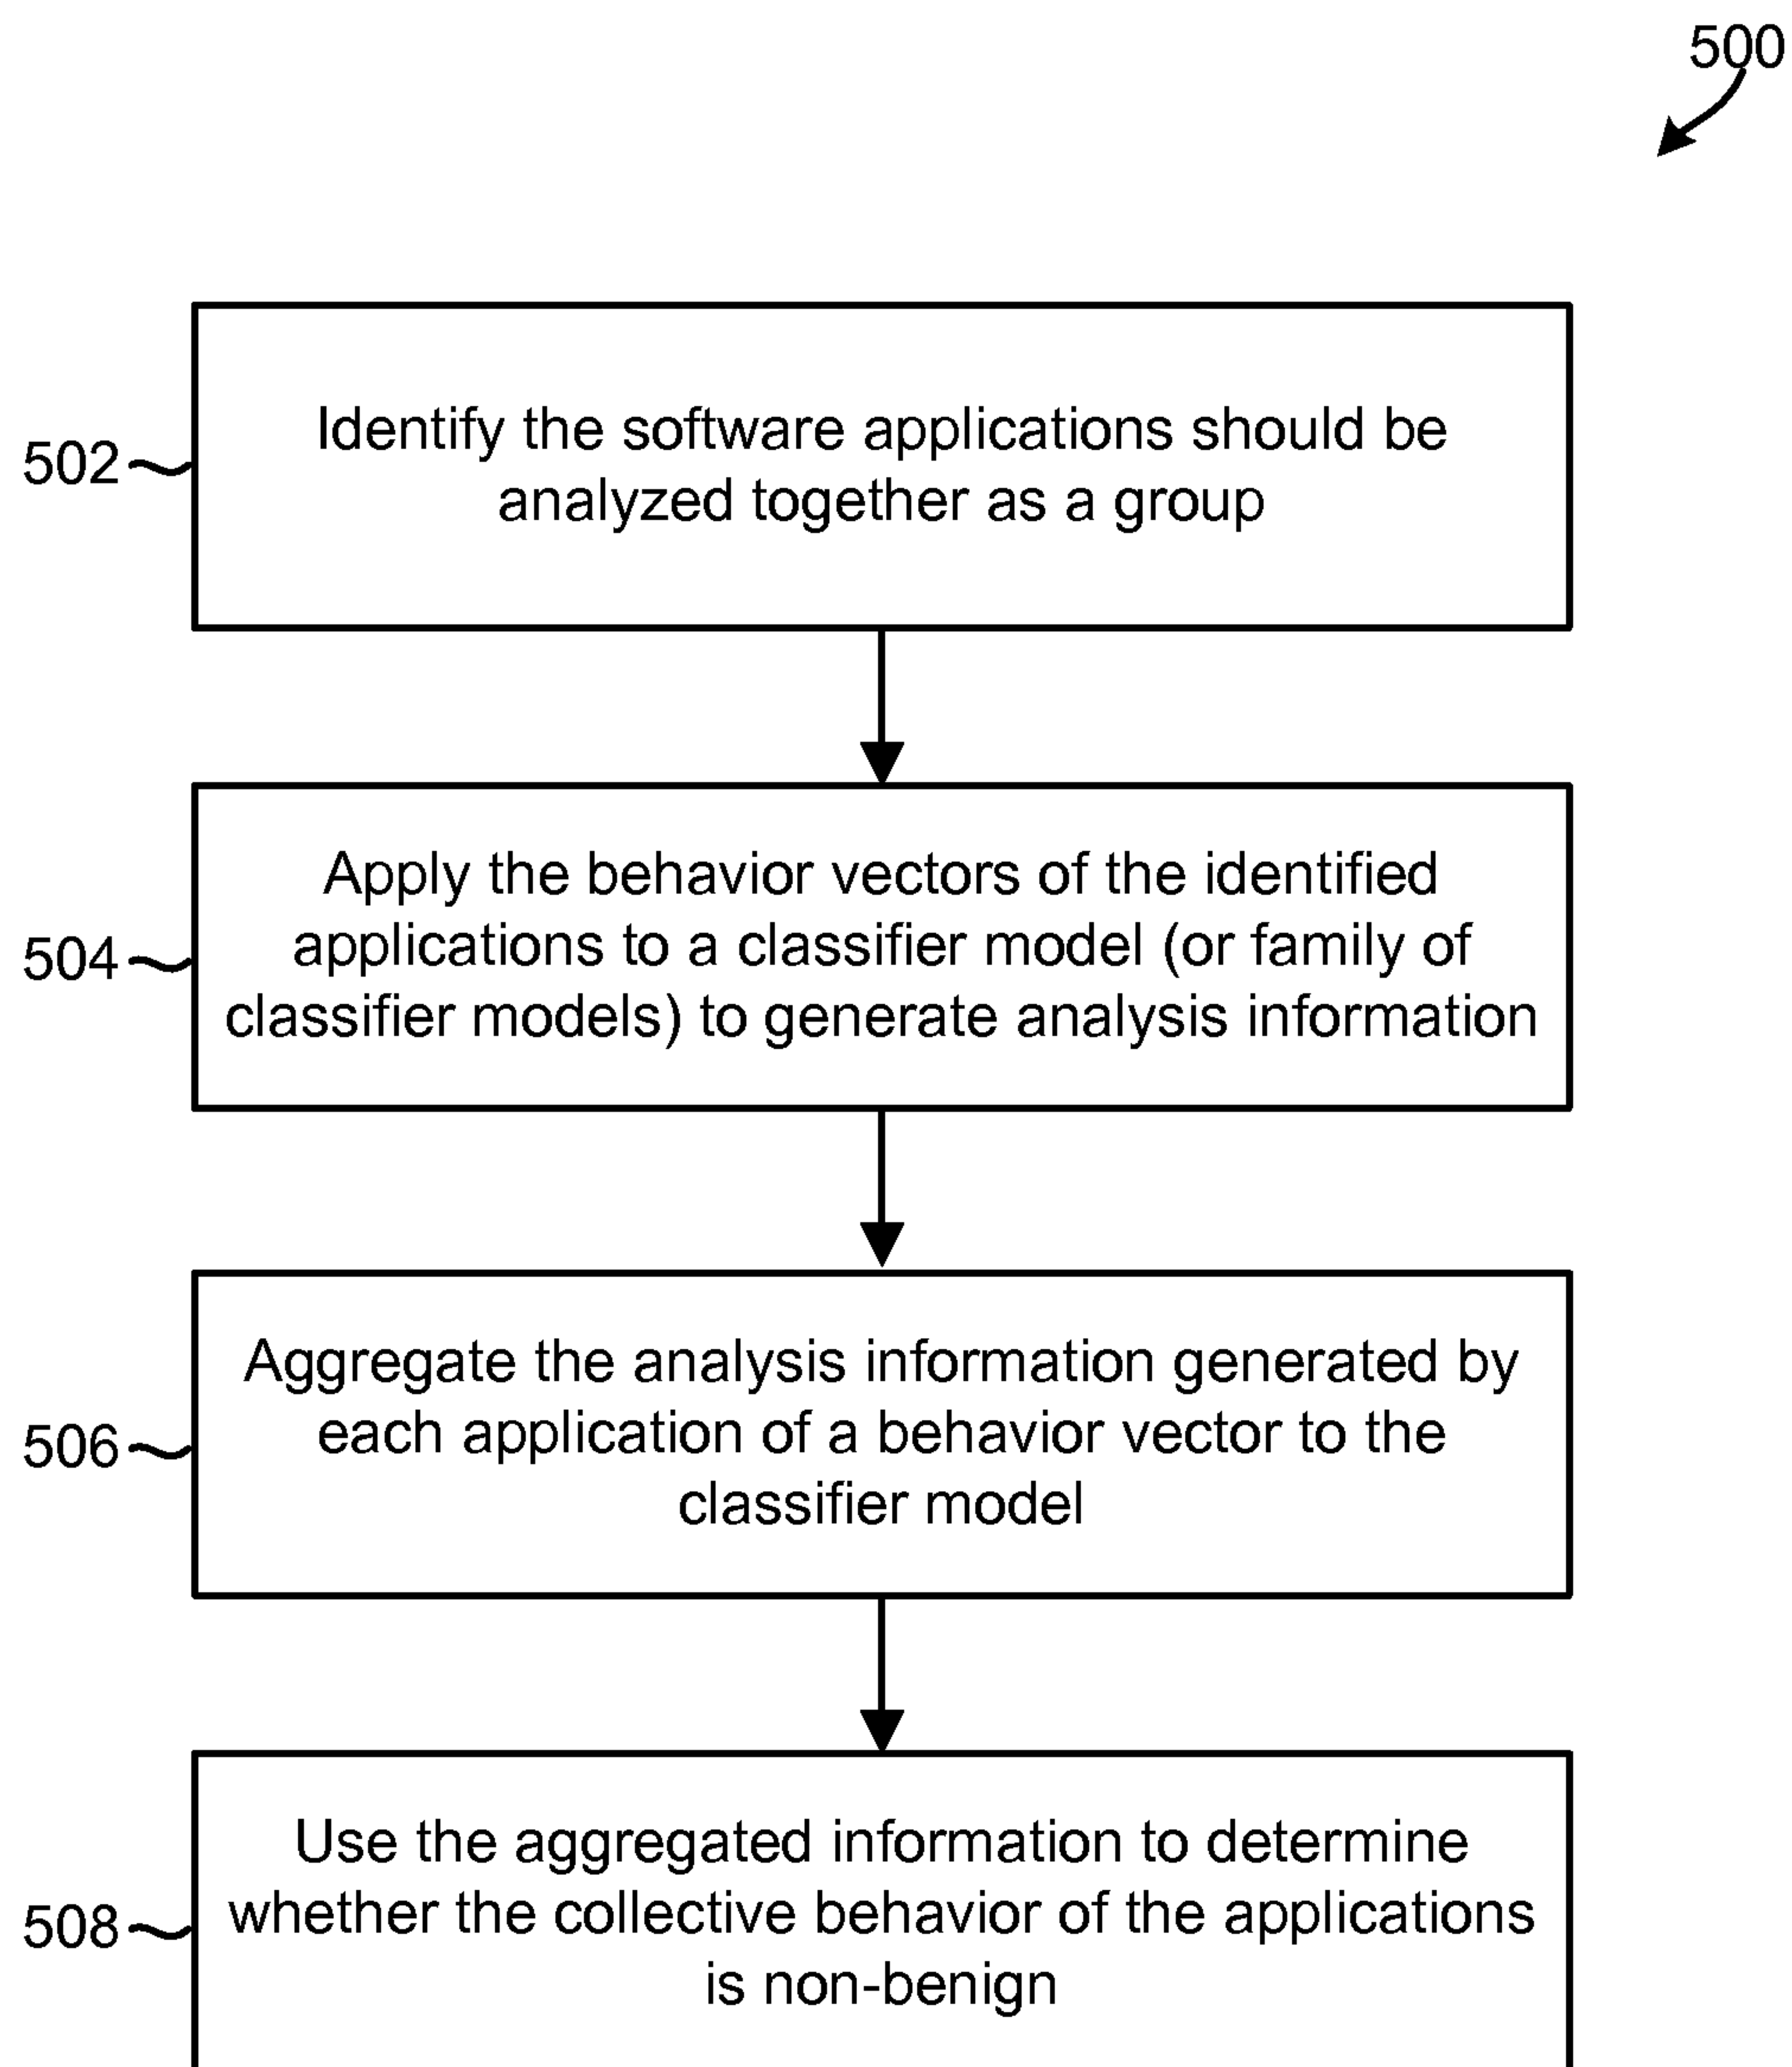 500
502
Identify the software applications should be
analyzed together as a group
504
Apply the behavior vectors of the identified
applications to a classifier model (or family of
classifier models) to generate analysis information
506
Aggregate the analysis information generated by
each application of a behavior vector to the
classifier model
508
Use the aggregated information to determine
whether the collective behavior of the applications
is non-benign